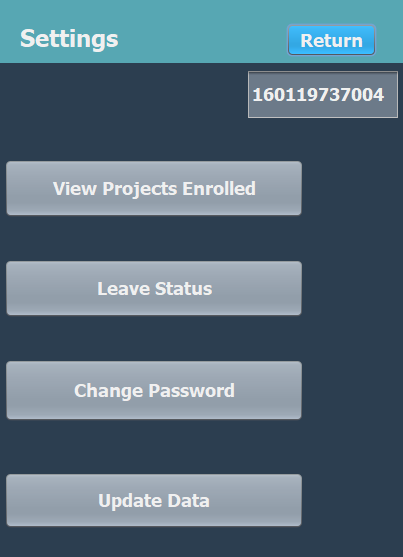 Settings
Return
160119737004
View Projects Enrolled
Leave Status
Change Password
Update Data